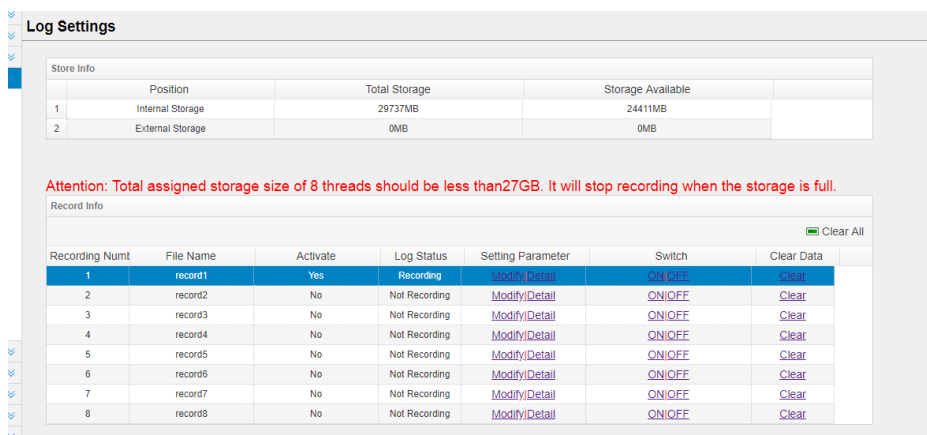 Log Settings
Store Info
Position Total Storage Storage Available
1 Internal Storage 29737MB 24411MB
2 External Storage 0MB 0MB
Attention: Total assigned storage size of 8 threads should be less than27GB. It will stop recording when the storage is full.
Record Info
Clear All
Recording Numb File Name Activate Log Status Setting Parameter Switch Clear Data
1 record1 Yes Recording Modify|Detail ON|OFF Clear
2 record2 No Not Recording Modify|Detail ON|OFF Clear
3 record3 No Not Recording Modify|Detail ON|OFF Clear
4 record4 No Not Recording Modify|Detail ON|OFF Clear
5 record5 No Not Recording Modify|Detail ON|OFF Clear
6 record6 No Not Recording Modify|Detail ON|OFF Clear
7 record7 No Not Recording Modify|Detail ON|OFF Clear
8 record8 No Not Recording Modify|Detail ON|OFF Clear